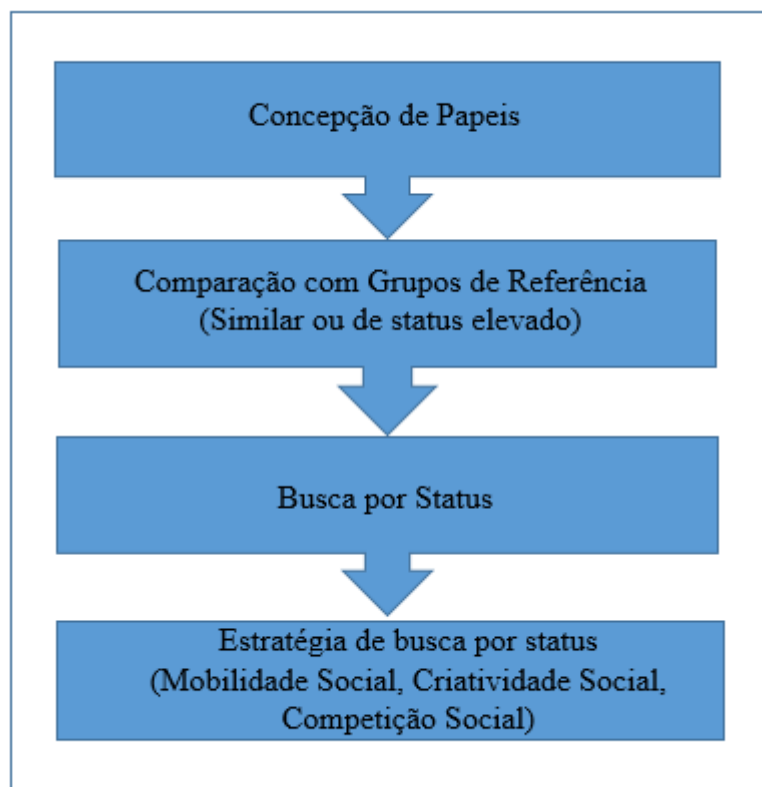 Concepção de Papeis
Comparação com Grupos de Referência
(Similar ou de status elevado)
Busca por Status
Estratégia de busca por status
(Mobilidade Social, Criatividade Social,
Competição Social)